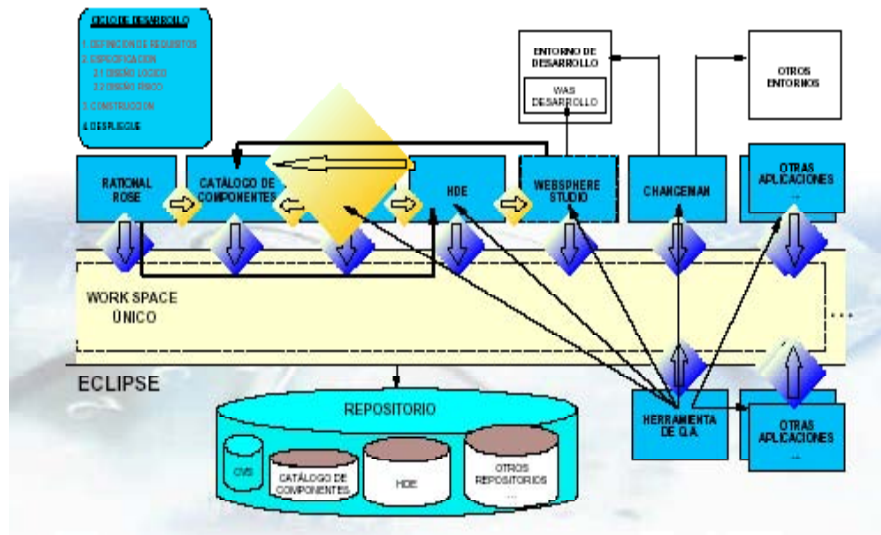 CICLO DE DESARROLLO
1. DEFINICION DE REQUISITOS
2. ESPECIFICACION
2.1 DISEÑO LOGICO
2.2 DISEÑO FISICO
3. CONSTRUCCION
4. DESPLIEGUE
ENTORNO DE
DESARROLLO
WAS
DESARROLLO
OTROS
ENTORNOS
RATIONAL
ROSE
CATÁLOGO DE
COMPONENTES
HDE
WEBSPHERE
STUDIO
CHANGEMAN
OTRAS
APLICACIONES
...
WORK SPACE
ÚNICO
...
ECLIPSE
REPOSITORIO
CVS
CATÁLOGO DE
COMPONENTES
HDE
OTROS
REPOSITORIOS
...
HERRAMIENTA
DE Q.A.
OTRAS
APLICACIONES
...